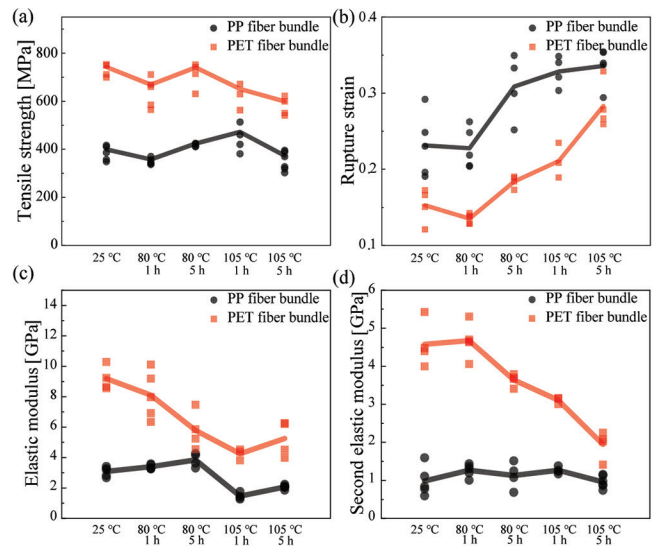 (a)
PP fiber bundle
PET fiber bundle
Tensile strength [MPa]
1000
800
600
400
200
0
25 °C
80 °C
1 h
80 °C
5 h
105 °C
1 h
105 °C
5 h
(b)
PP fiber bundle
PET fiber bundle
Rupture strain
0.4
0.3
0.2
0.1
25 °C
80 °C
1 h
80 °C
5 h
105 °C
1 h
105 °C
5 h
(c)
PP fiber bundle
PET fiber bundle
Elastic modulus [GPa]
16
14
12
10
8
6
4
2
0
25 °C
80 °C
1 h
80 °C
5 h
105 °C
1 h
105 °C
5 h
(d)
PP fiber bundle
PET fiber bundle
Second elastic modulus [GPa]
6
5
4
3
2
1
0
25 °C
80 °C
1 h
80 °C
5 h
105 °C
1 h
105 °C
5 h